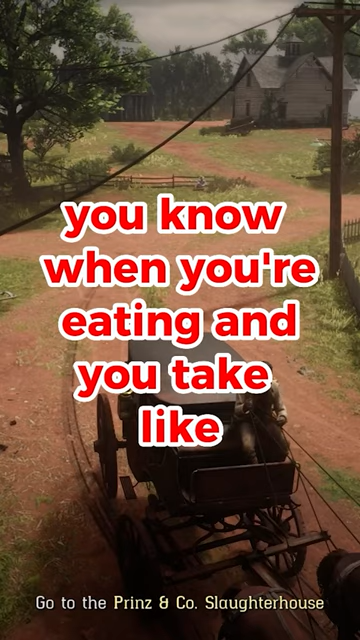 you know
when you're
eating and
you take
like
Go to the Prinz & Co. Slaughterhouse